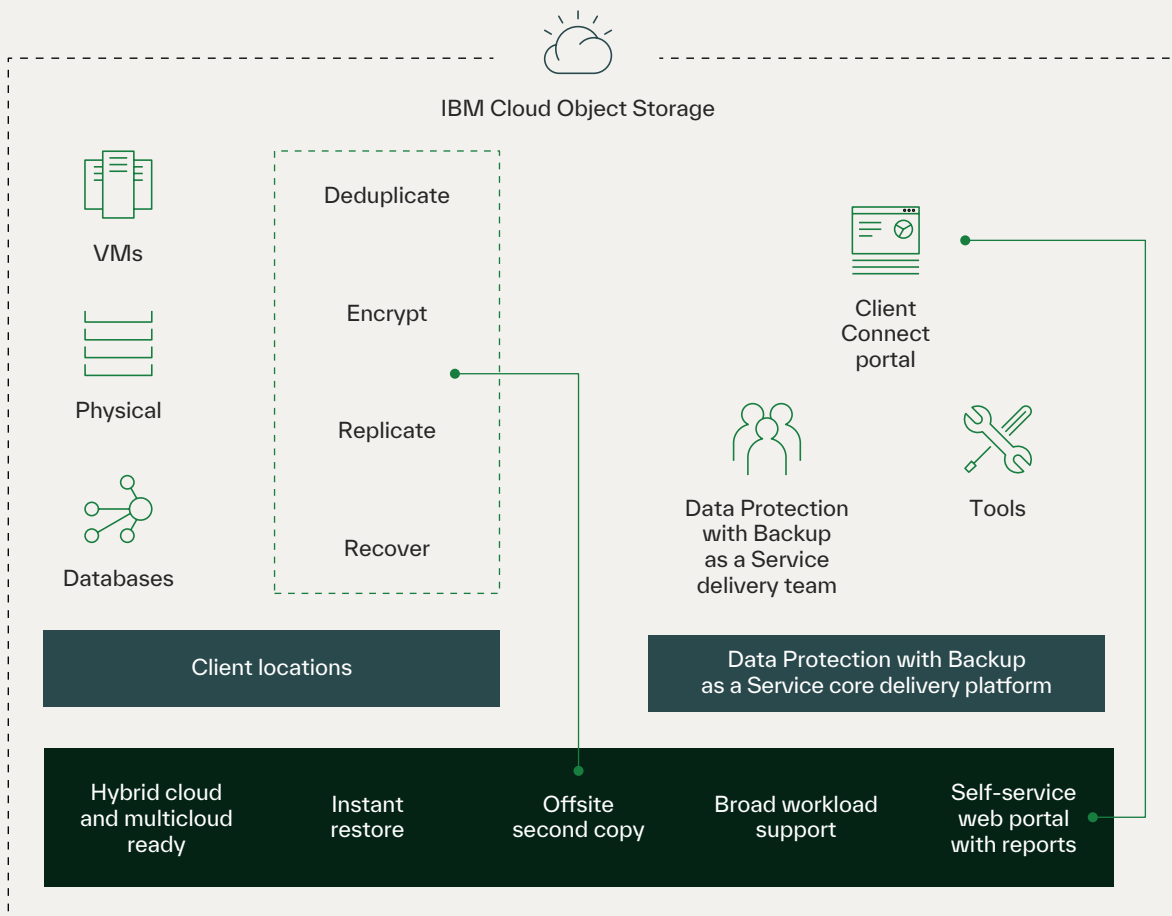 IBM Cloud Object Storage
VMs
Physical
Databases
Deduplicate
Encrypt
Replicate
Recover
Client
Connect
portal
Data Protection
with Backup
as a Service
delivery team
Tools
Client locations
Data Protection with Backup
as a Service core delivery platform
Hybrid cloud
and multicloud
ready
Instant
restore
Offsite
second copy
Broad workload
support
Self-service
web portal
with reports